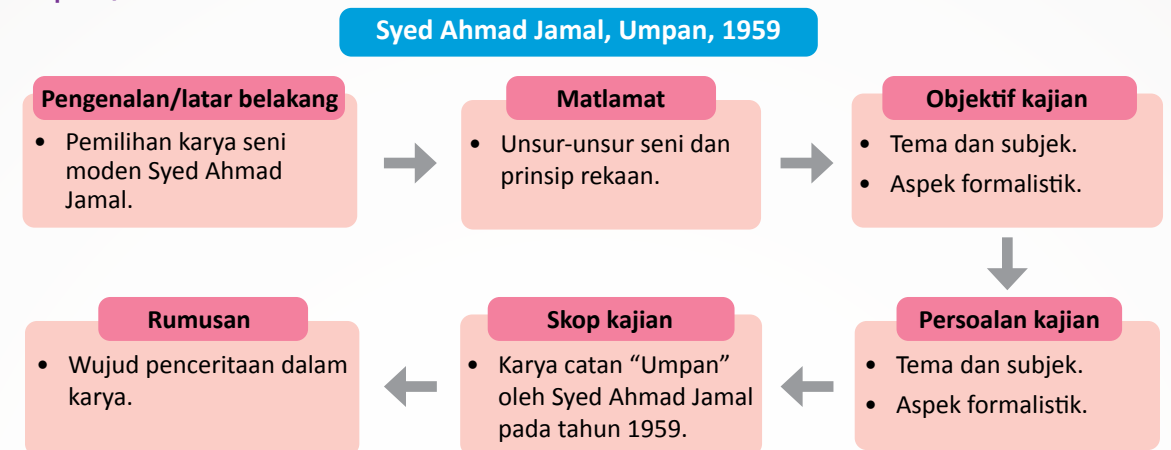 Syed Ahmad Jamal, Umpan, 1959
Pengenalan/latar belakang
• Pemilihan karya seni
moden Syed Ahmad
Jamal.
Matlamat
• Unsur-unsur seni dan
prinsip rekaan.
Objektif kajian
• Tema dan subjek.
• Aspek formalistik.
Persoalan kajian
• Tema dan subjek.
• Aspek formalistik.
Skop kajian
• Karya catan “Umpan”
oleh Syed Ahmad Jamal
pada tahun 1959.
Rumusan
• Wujud penceritaan dalam
karya.